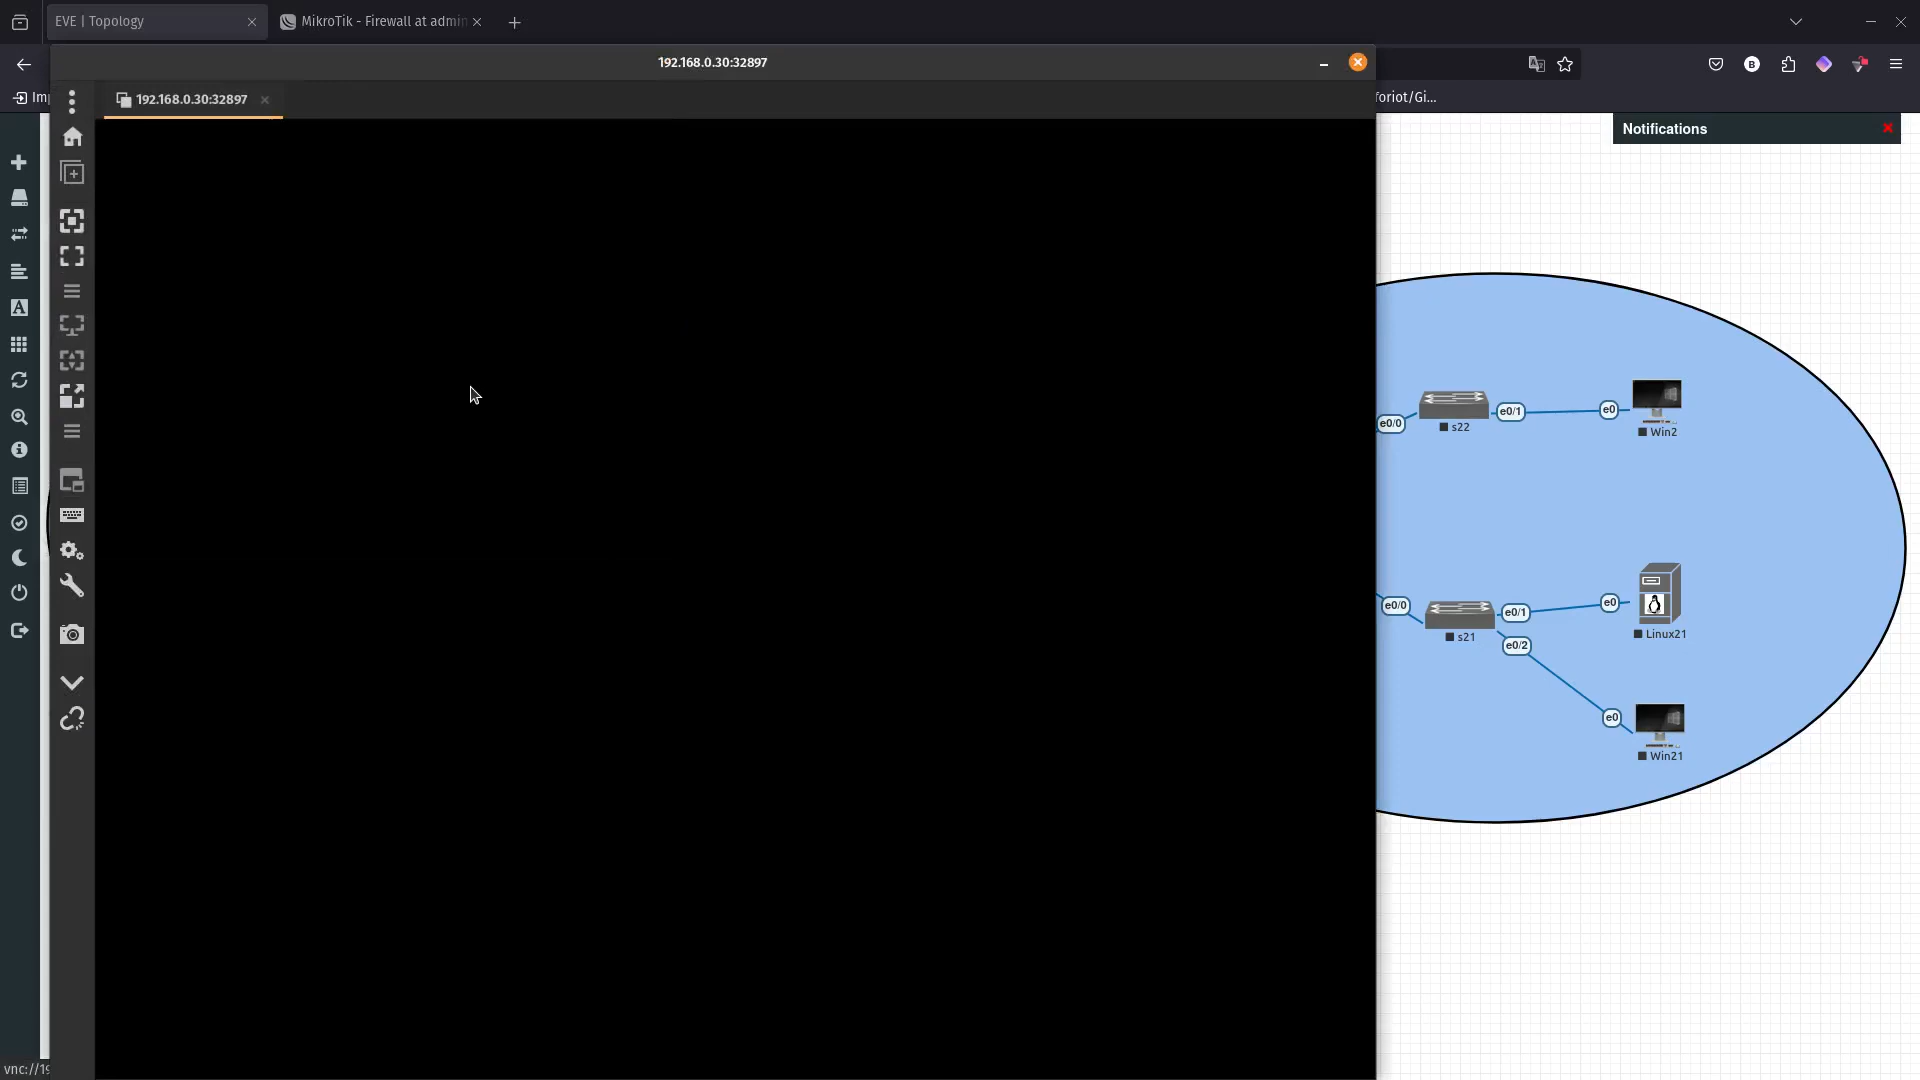 EVE | Topology
MikroTik - Firewall at admin
192.168.0.30:32897
192.168.0.30:32897
foriot/Gi...
Notifications
e0/0
s22
e0/1
e0
Win2
e0/0
s21
e0/1
e0/2
e0
Linux21
e0
Win21
vnc://19